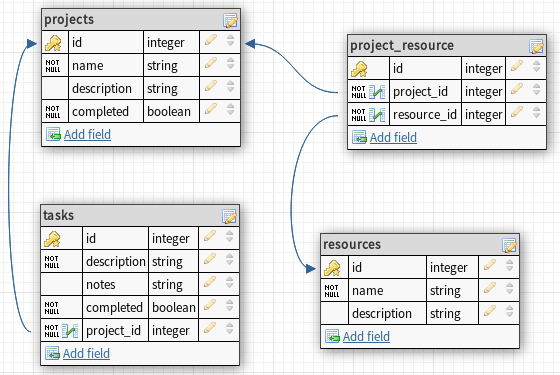 projects
id integer
NOT NULL name string
description string
NOT NULL completed boolean
Add field
project_resource
id integer
NOT NULL project_id integer
NOT NULL resource_id integer
Add field
tasks
id integer
NOT NULL description string
notes string
NOT NULL completed boolean
NOT NULL project_id integer
Add field
resources
id integer
NOT NULL name string
description string
Add field